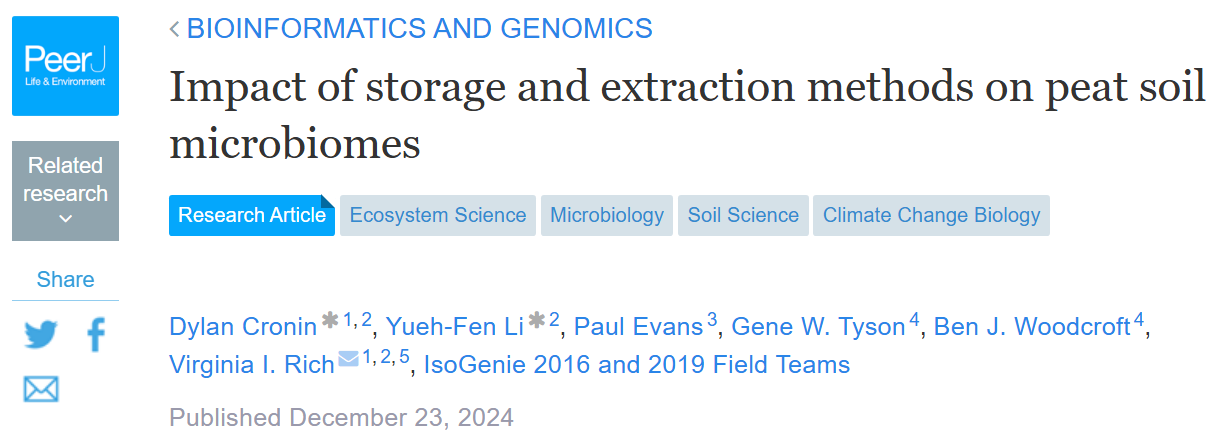 PeerJ
Life & Environment
Related
research
Share
< BIOINFORMATICS AND GENOMICS
Impact of storage and extraction methods on peat soil
microbiomes
Research Article Ecosystem Science Microbiology Soil Science Climate Change Biology
Dylan Cronin * 1,2, Yueh-Fen Li * 2, Paul Evans 3, Gene W. Tyson 4, Ben J. Woodcroft 4,
Virginia I. Rich 1,2,5, IsoGenie 2016 and 2019 Field Teams
Published December 23, 2024